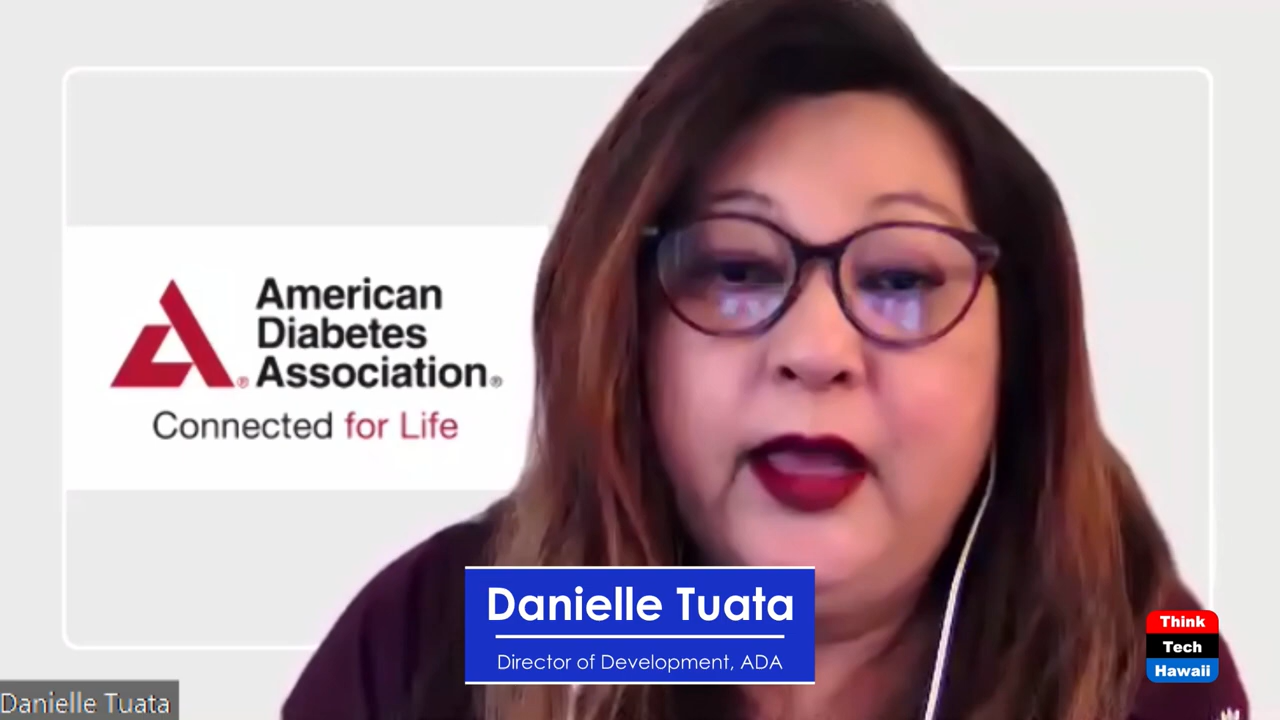 American
Diabetes
Association®
Connected for Life
Danielle Tuata
Director of Development, ADA
Think
Tech
Hawaii
Danielle Tuata